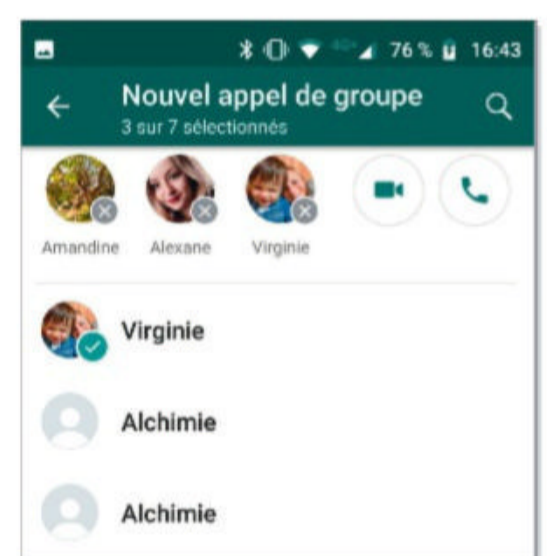 76 % 16:43
Nouvel appel de groupe
3 sur 7 sélectionnés
Amandine Alexane Virginie
Virginie
Alchimie
Alchimie